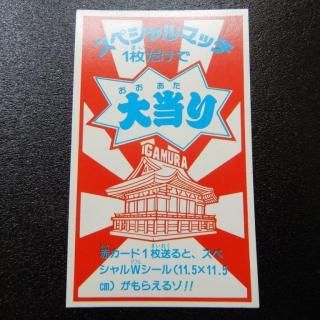 スペシャルマッチ
1枚だけで
おおあた
大当り
GAMURA
赤カード1枚送ると、スペ
シャルWシール(11.5×11.5
cm)がもらえるゾ!!